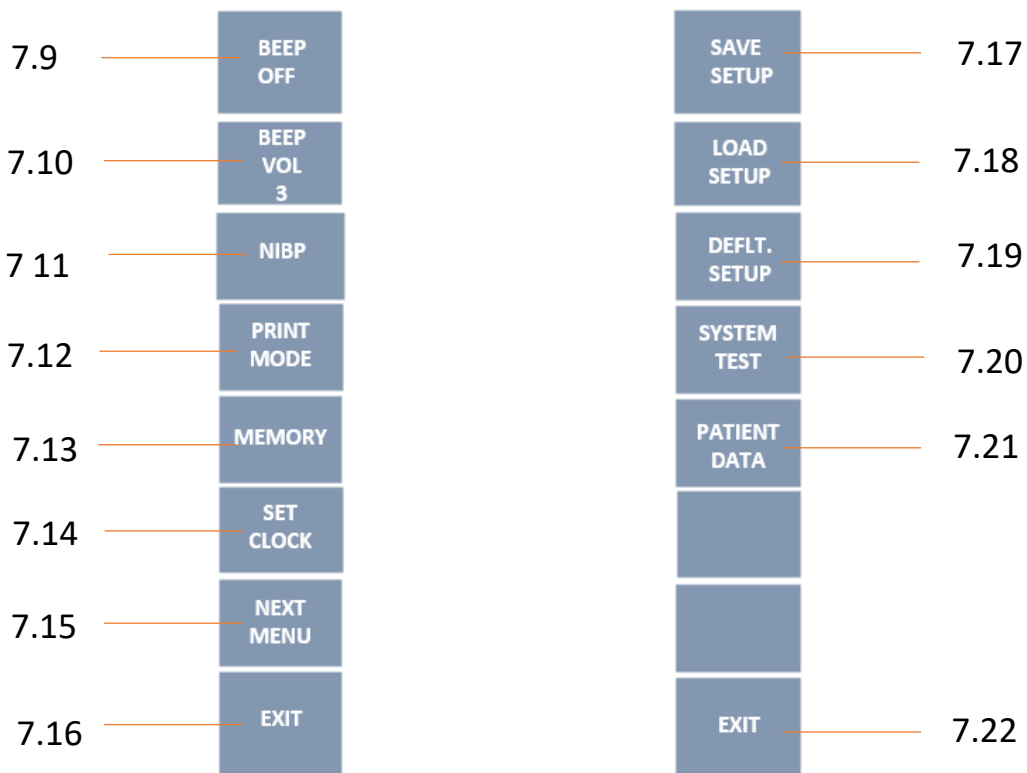 7.9
BEEP
OFF
7.10
BEEP
VOL
3
7 11
NIBP
7.12
PRINT
MODE
7.13
MEMORY
7.14
SET
CLOCK
7.15
NEXT
MENU
7.16
EXIT
SAVE
SETUP
7.17
LOAD
SETUP
7.18
DEFLT.
SETUP
7.19
SYSTEM
TEST
7.20
PATIENT
DATA
7.21
EXIT
7.22